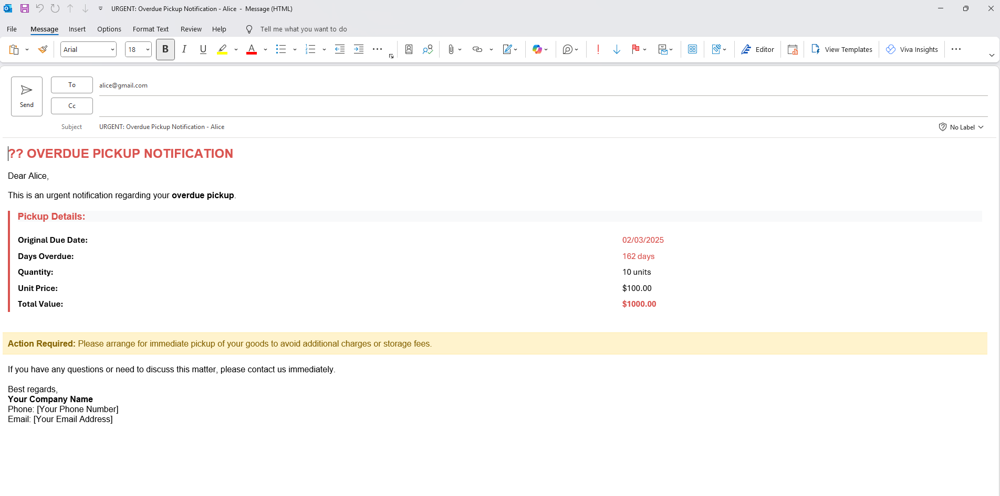 URGENT: Overdue Pickup Notification - Alice - Message (HTML)
File Message Insert Options Format Text Review Help Tell me what you want to do
Arial 18 B I U A Editor View Templates Viva Insights
Send
To alice@gmail.com
Cc
Subject URGENT: Overdue Pickup Notification - Alice No Label
?? OVERDUE PICKUP NOTIFICATION
Dear Alice,
This is an urgent notification regarding your overdue pickup.
Pickup Details:
Original Due Date: 02/03/2025
Days Overdue: 162 days
Quantity: 10 units
Unit Price: $100.00
Total Value: $1000.00
Action Required: Please arrange for immediate pickup of your goods to avoid additional charges or storage fees.
If you have any questions or need to discuss this matter, please contact us immediately.
Best regards,
Your Company Name
Phone: [Your Phone Number]
Email: [Your Email Address]